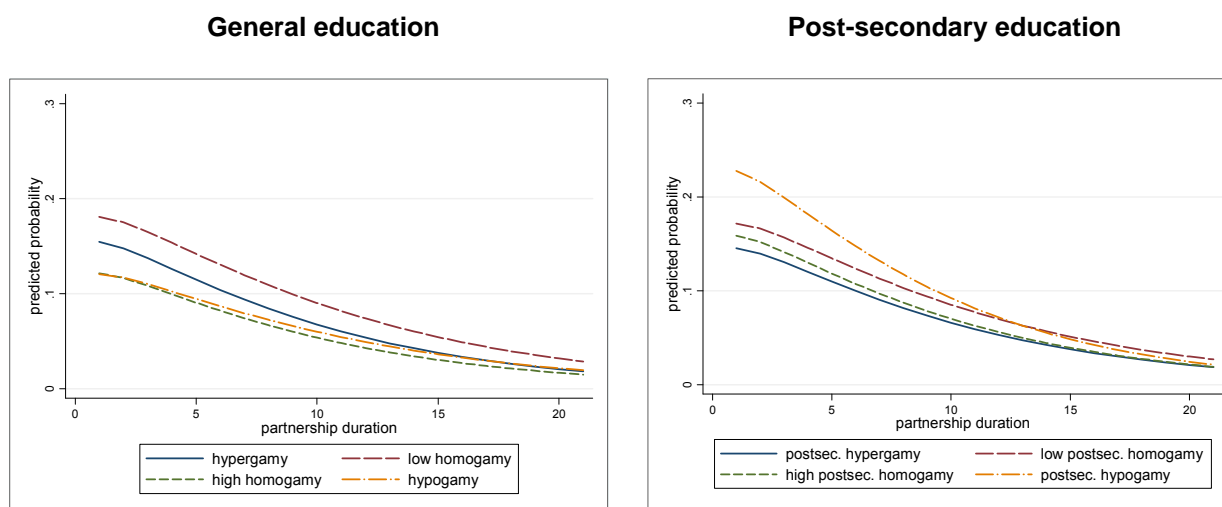 General education
Post-secondary education
predicted probability
.3
.2
.1
0
0 5 10 15 20
partnership duration
hypergamy low homogamy
high homogamy hypogamy
predicted probability
.3
.2
.1
0
0 5 10 15 20
partnership duration
postsec. hypergamy low postsec. homogamy
high postsec. homogamy postsec. hypogamy